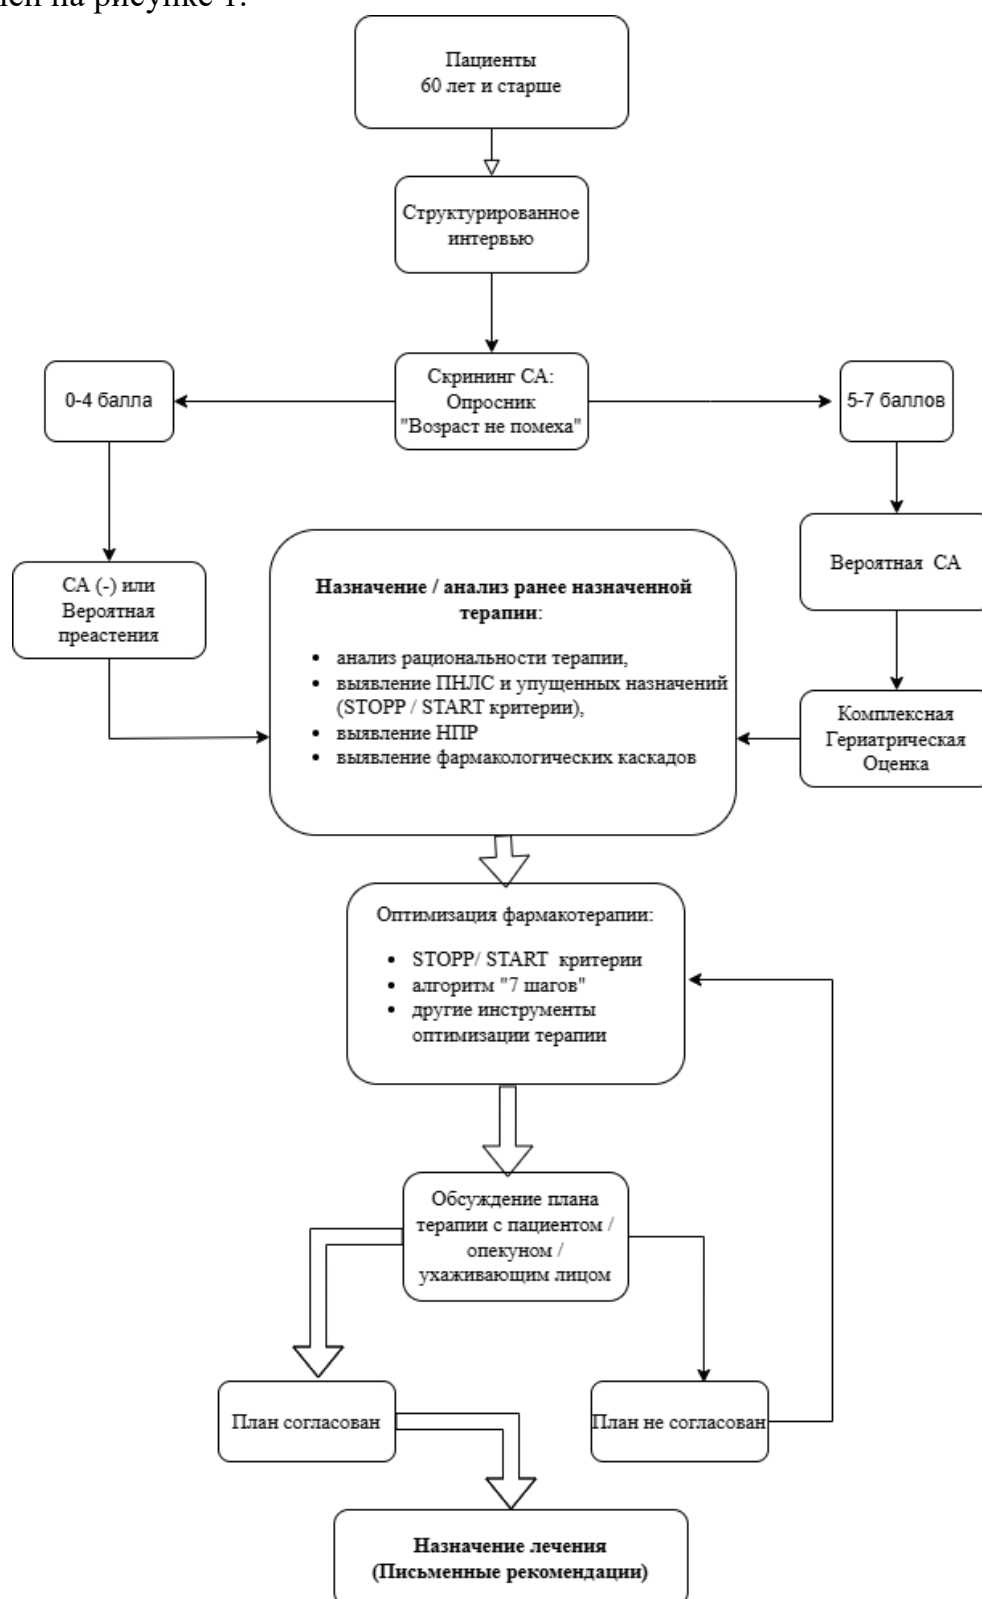 на рисунке 1.
Пациенты
60 лет и старше
Структурированное
интервью
Скрининг СА:
Опросник
"Возраст не помеха"
0-4 балла
5-7 баллов
СА (-) или
Вероятная
преастения
Вероятная СА
Комплексная
Гериатрическая
Оценка
Назначение / анализ ранее назначенной
терапии:
• анализ рациональности терапии,
• выявление ПНЛС и упущенных назначений
(STOPP / START критерии),
• выявление НПР
• выявление фармакологических каскадов
Оптимизация фармакотерапии:
• STOPP/ START критерии
• алгоритм "7 шагов"
• другие инструменты
оптимизации терапии
Обсуждение плана
терапии с пациентом /
опекуном /
ухаживающим лицом
План согласован
План не согласован
Назначение лечения
(Письменные рекомендации)